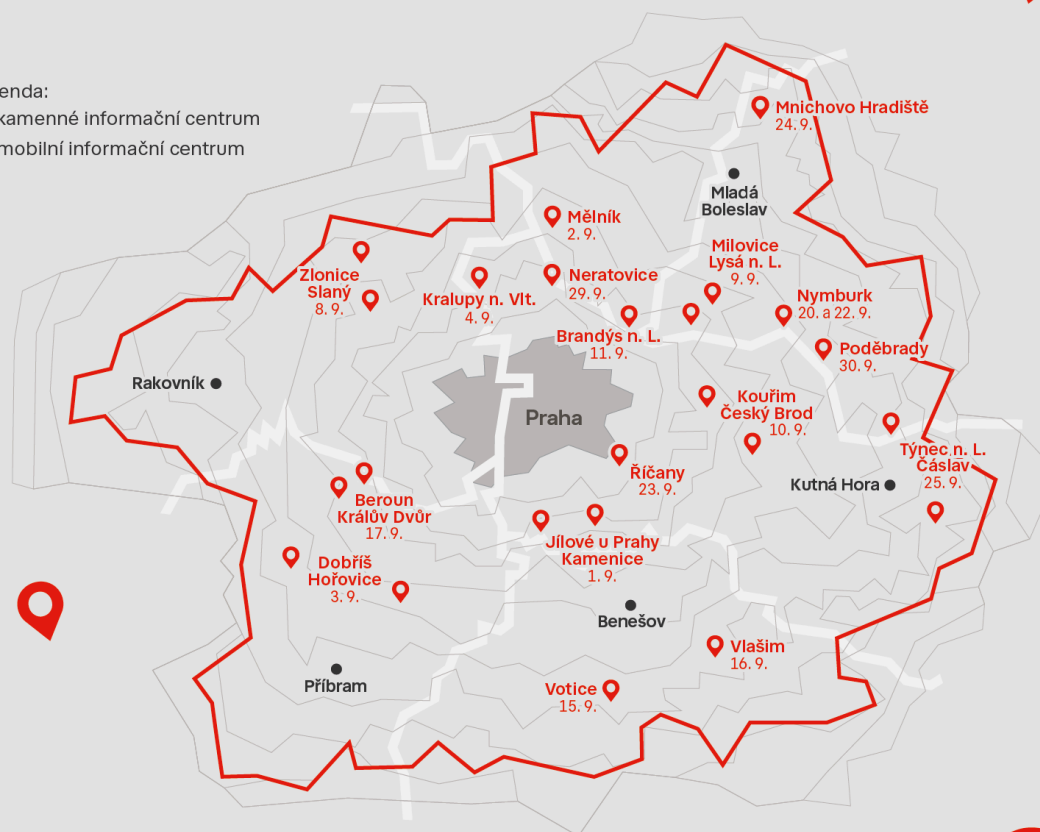 enda:
kamenné informační centrum
mobilní informační centrum
Mnichovo Hradiště
24. 9.
Mladá
Boleslav
Mělník
2. 9.
Milovice
Lysá n. L.
9. 9.
Zlonice
Slaný
8. 9.
Kralupy n. Vlt.
4. 9.
Neratovice
29. 9.
Nymburk
20. a 22. 9.
Brandýs n. L.
11. 9.
Poděbrady
30. 9.
Rakovník
Praha
Kouřim
Český Brod
10. 9.
Týnec n. L.
Čáslav
25. 9.
Říčany
23. 9.
Kutná Hora
Beroun
Králův Dvůr
17. 9.
Jílové u Prahy
Kamenice
1. 9.
Dobříš
Hořovice
3. 9.
Benešov
Vlašim
16. 9.
Příbram
Votice
15. 9.